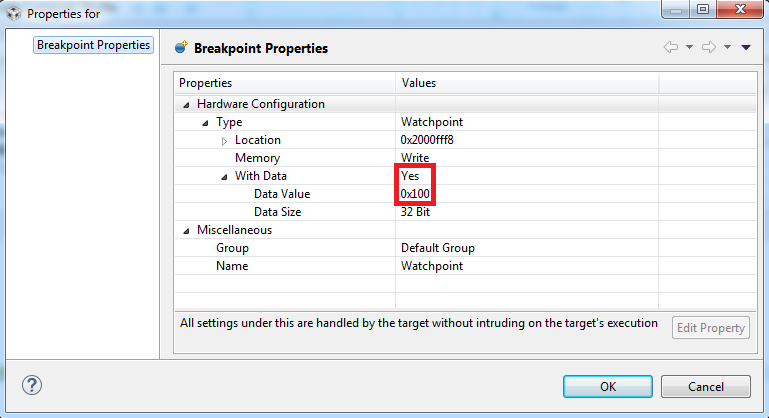 Properties for
Breakpoint Properties
Breakpoint Properties
Properties Values
Hardware Configuration
Type Watchpoint
Location 0x2000fff8
Memory Write
With Data Yes
Data Value 0x100
Data Size 32 Bit
Miscellaneous
Group Default Group
Name Watchpoint
All settings under this are handled by the target without intruding on the target's execution
Edit Property
?
OK Cancel